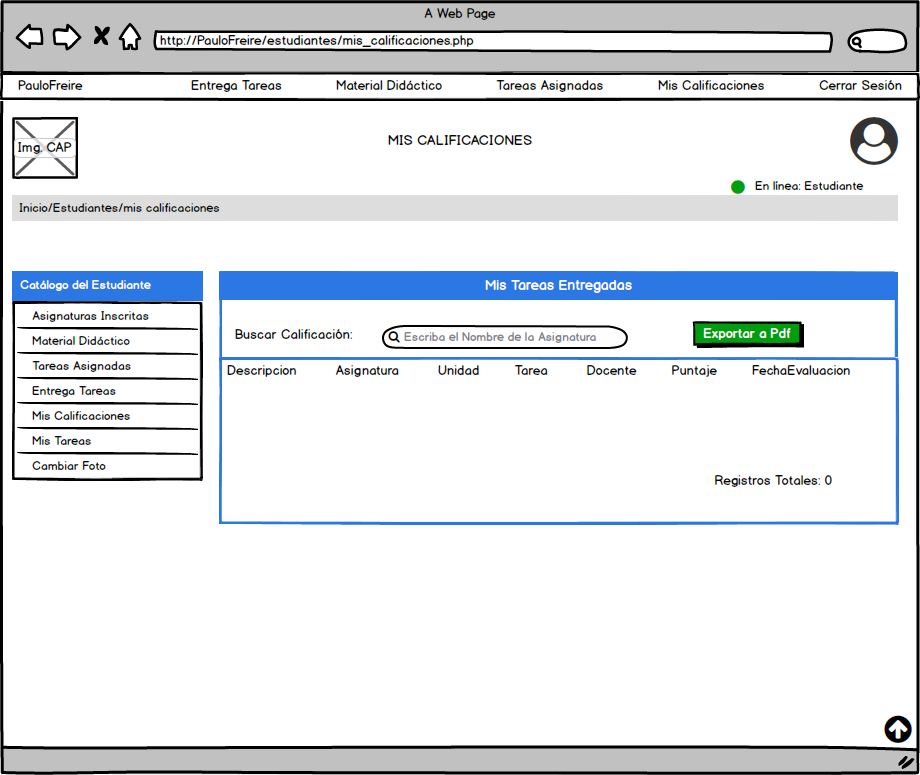 A Web Page
http://PauloFreire/estudiantes/mis_calificaciones.php
PauloFreire Entrega Tareas Material Didáctico Tareas Asignadas Mis Calificaciones Cerrar Sesión
Img. CAP
MIS CALIFICACIONES
En línea: Estudiante
Inicio/Estudiantes/mis calificaciones
Catálogo del Estudiante
Asignaturas Inscritas
Material Didáctico
Tareas Asignadas
Entrega Tareas
Mis Calificaciones
Mis Tareas
Cambiar Foto
Mis Tareas Entregadas
Buscar Calificación: Escriba el Nombre de la Asignatura Exportar a Pdf
Descripcion Asignatura Unidad Tarea Docente Puntaje FechaEvaluacion
Registros Totales: 0